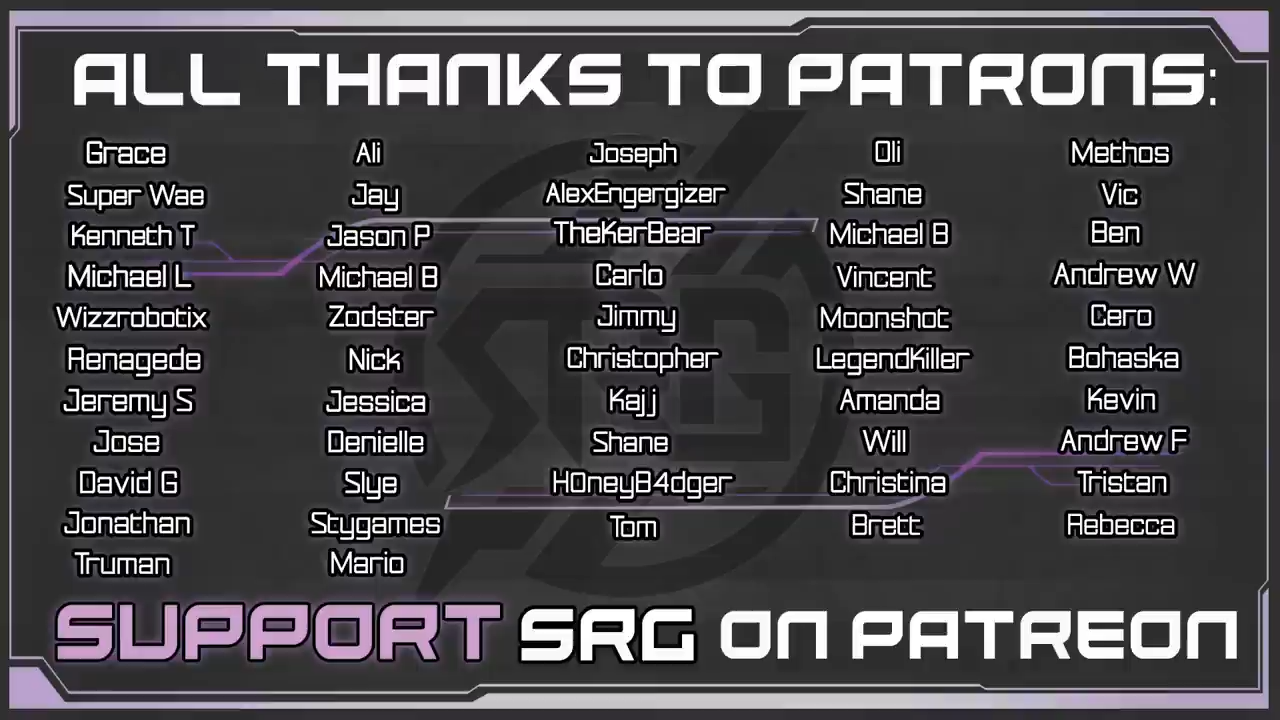 ALL THANKS TO PATRONS:
Grace Ali Joseph Oli Methos
Super Wae Jay AlexEngergizer Shane Vic
Kenneth T Jason P TheKerBear Michael B Ben
Michael L Michael B Carlo Vincent Andrew W
Wizzrobotix Zodster Jimmy Moonshot Cero
Renagede Nick Christopher LegendKiller Bohaska
Jeremy S Jessica Kajj Amanda Kevin
Jose Denielle Shane Will Andrew F
David G Slye H0neyB4dger Christina Tristan
Jonathan Stygames Tom Brett Rebecca
Truman Mario
SUPPORT SRG ON PATREON